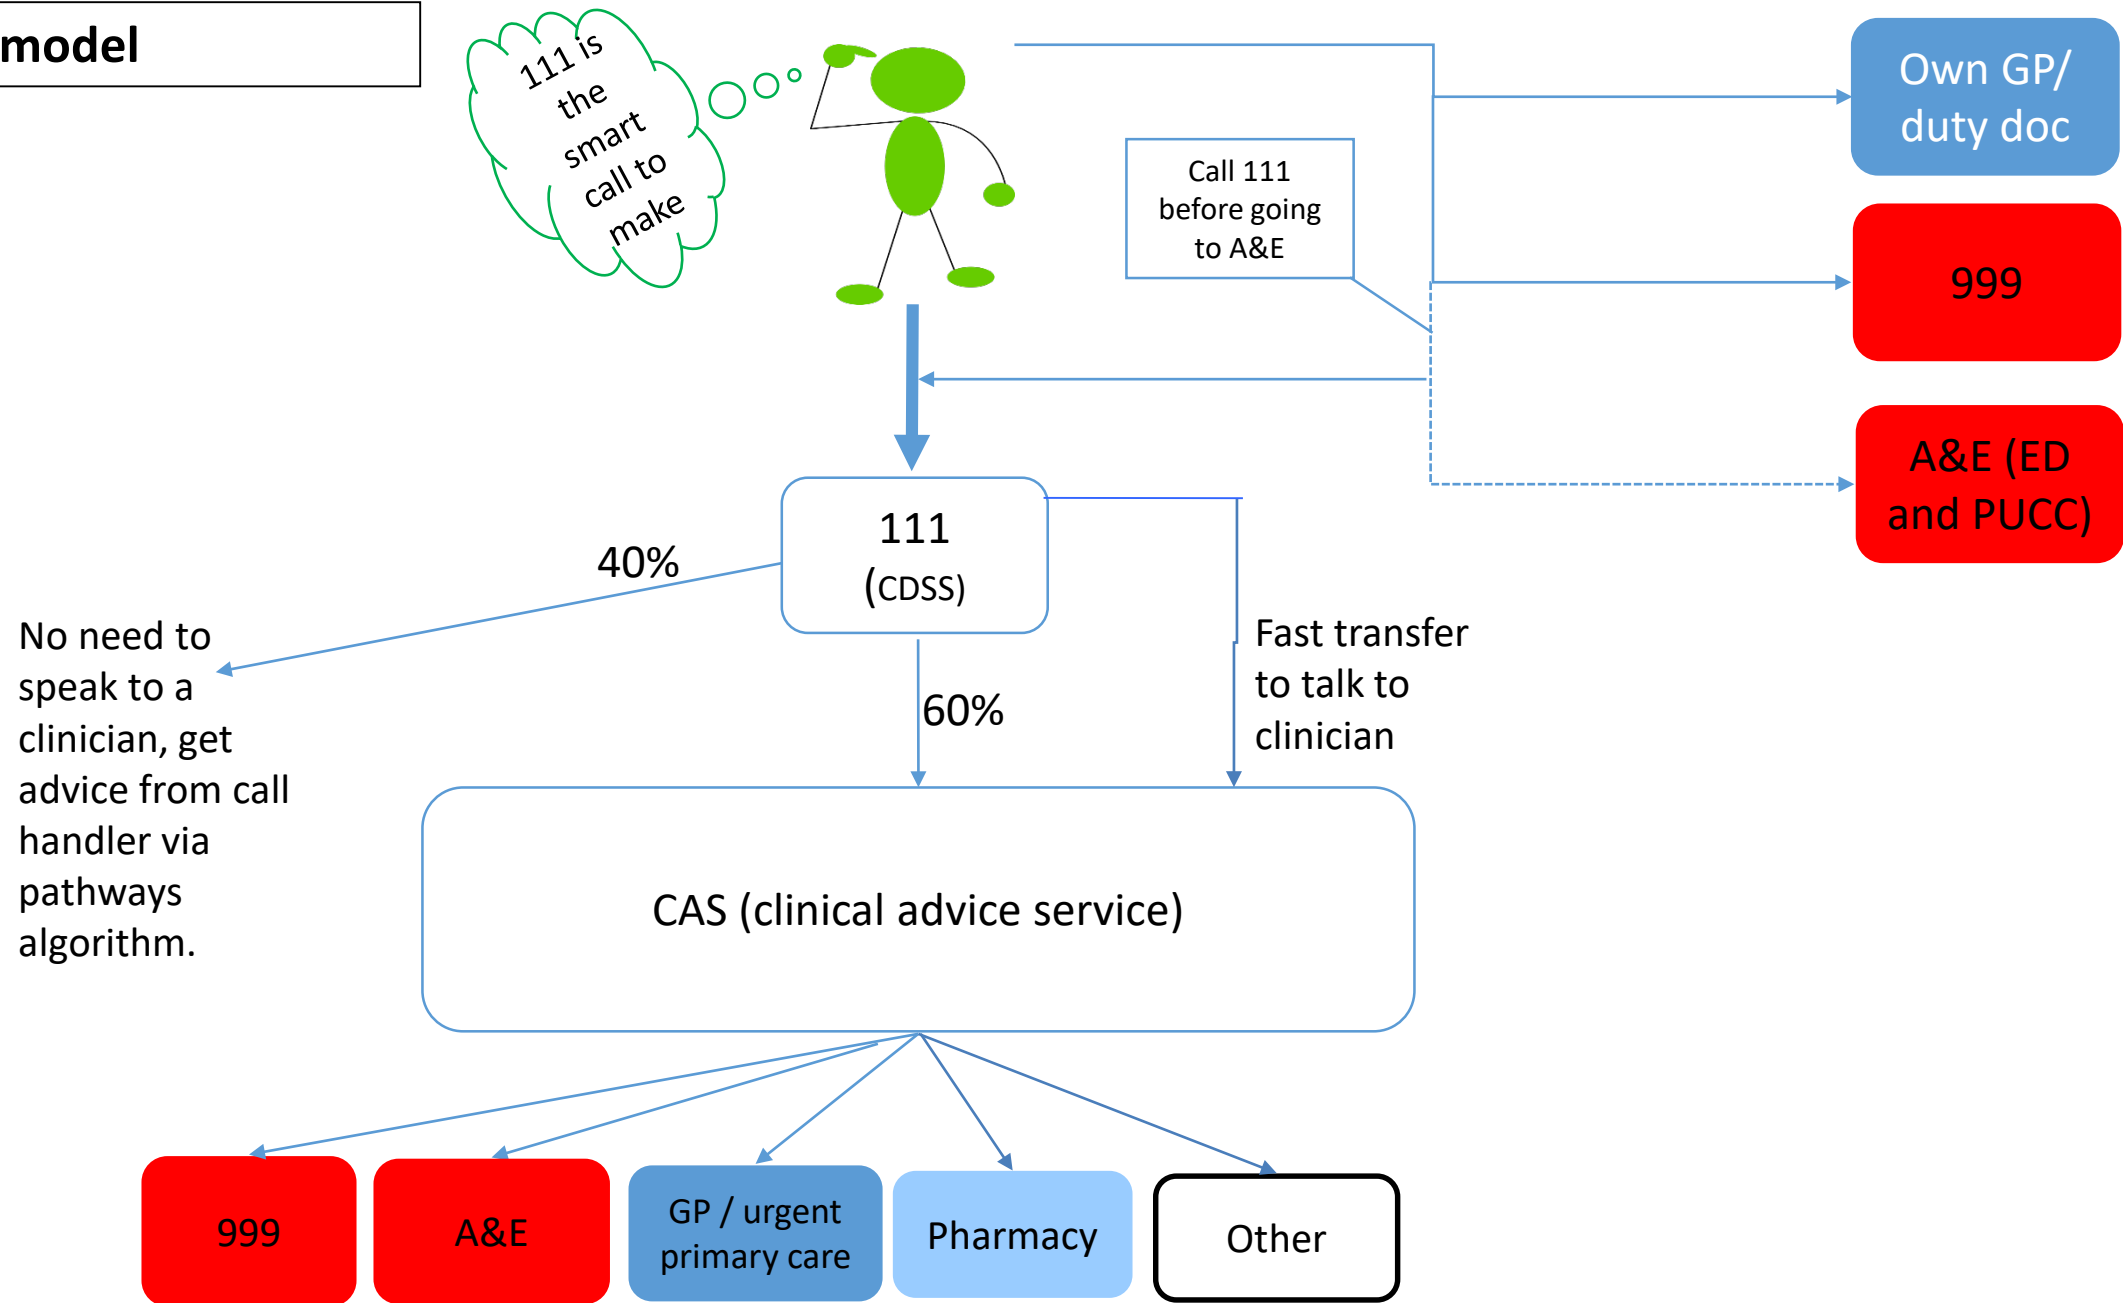 model
111 is
the
smart
call to
make
Own GP/
duty doc
Call 111
before going
to A&E
999
A&E (ED
and PUCC)
111
(CDSS)
40%
60%
No need to
speak to a
clinician, get
advice from call
handler via
pathways
algorithm.
Fast transfer
to talk to
clinician
CAS (clinical advice service)
999
A&E
GP / urgent
primary care
Pharmacy
Other